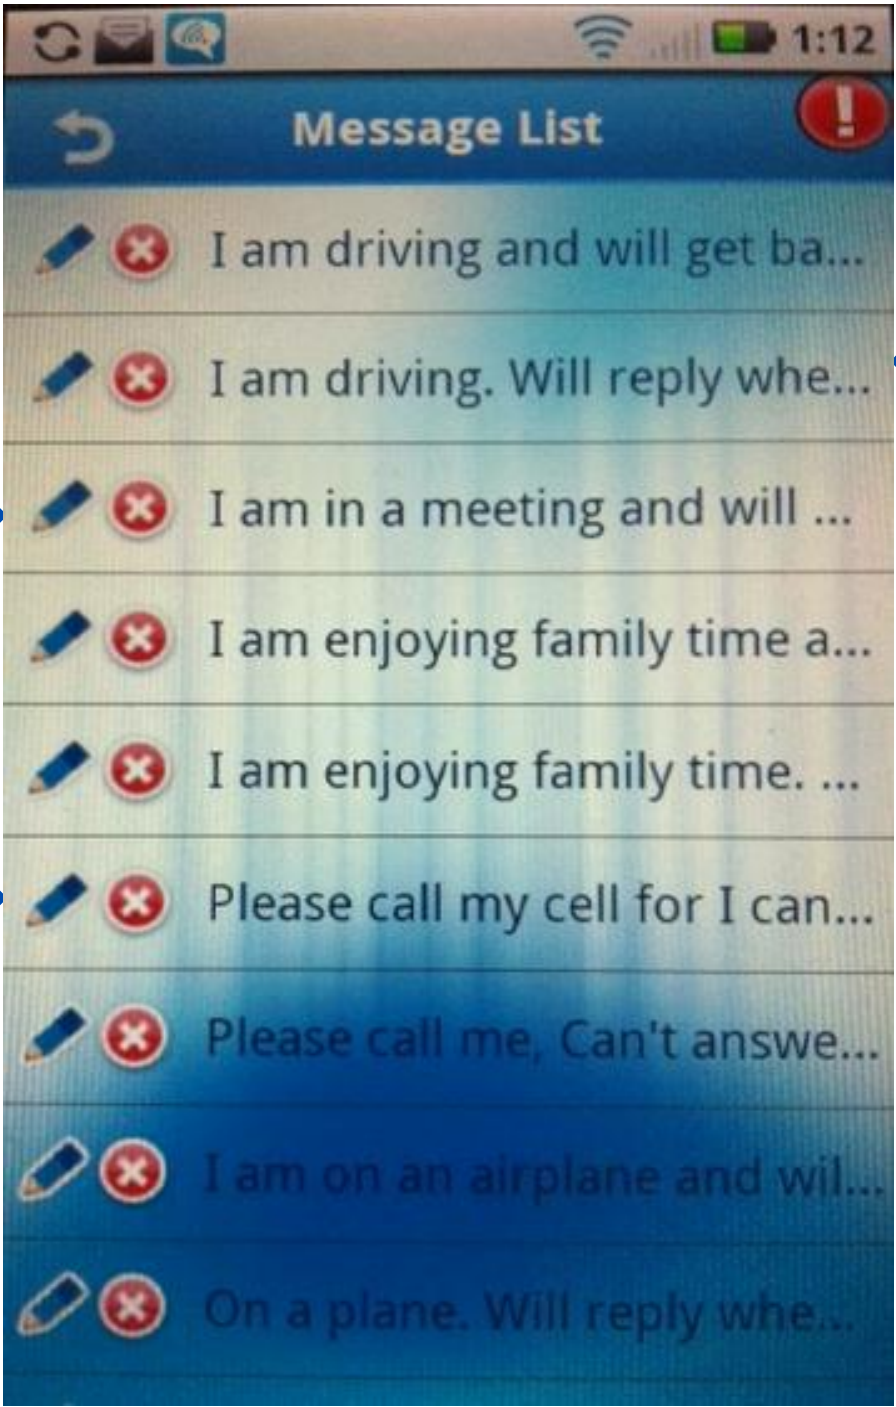 1:12
Message List
I am driving and will get ba...
I am driving. Will reply whe...
I am in a meeting and will ...
I am enjoying family time a...
I am enjoying family time. ...
Please call my cell for I can...
Please call me, Can't answe...
I am on an airplane and wil...
On a plane. Will reply whe...